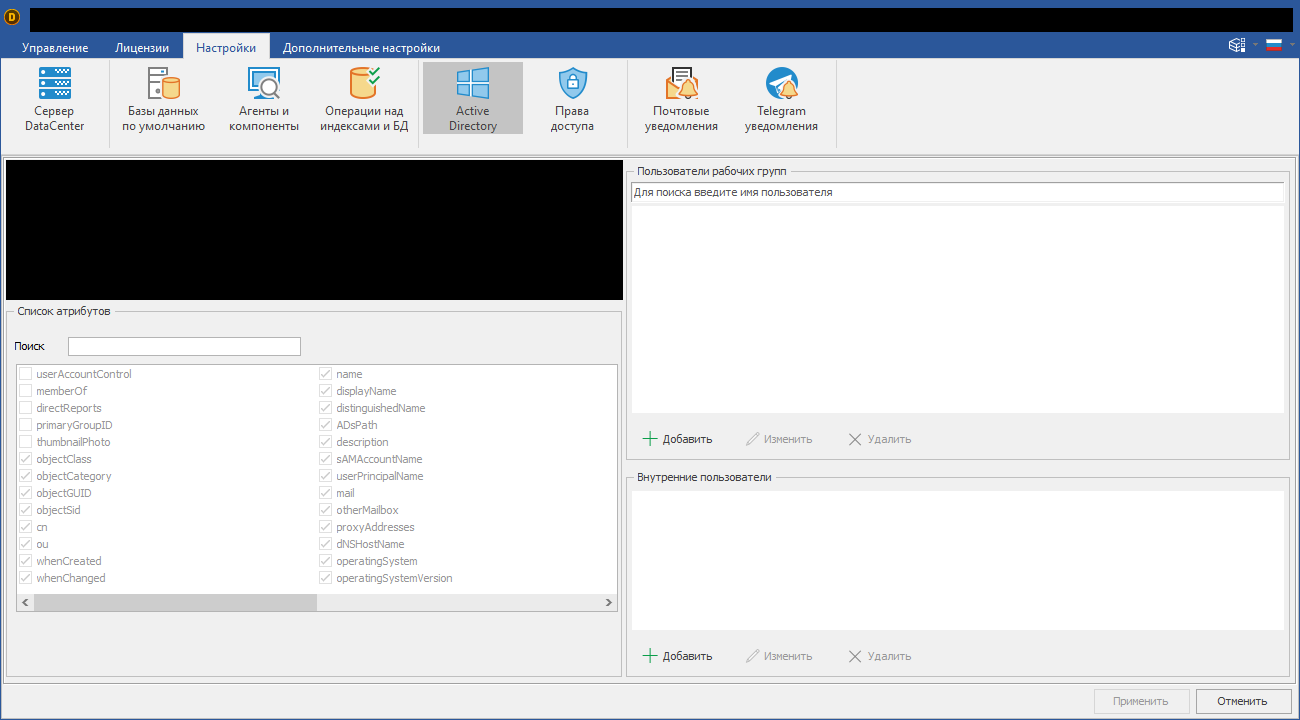 D
Управление Лицензии Настройки Дополнительные настройки
Сервер
DataCenter
Базы данных
по умолчанию
Агенты и
компоненты
Операции над
индексами и БД
Active
Directory
Права
доступа
Почтовые
уведомления
Telegram
уведомления
Список атрибутов
Поиск
userAccountControl
memberOf
directReports
primaryGroupID
thumbnailPhoto
objectClass
objectCategory
objectGUID
objectSid
cn
ou
whenCreated
whenChanged
name
displayName
distinguishedName
ADsPath
description
sAMAccountName
userPrincipalName
mail
otherMailbox
proxyAddresses
dNSHostName
operatingSystem
operatingSystemVersion
Пользователи рабочих групп
Для поиска введите имя пользователя
Добавить Изменить Удалить
Внутренние пользователи
Добавить Изменить Удалить
Применить Отменить